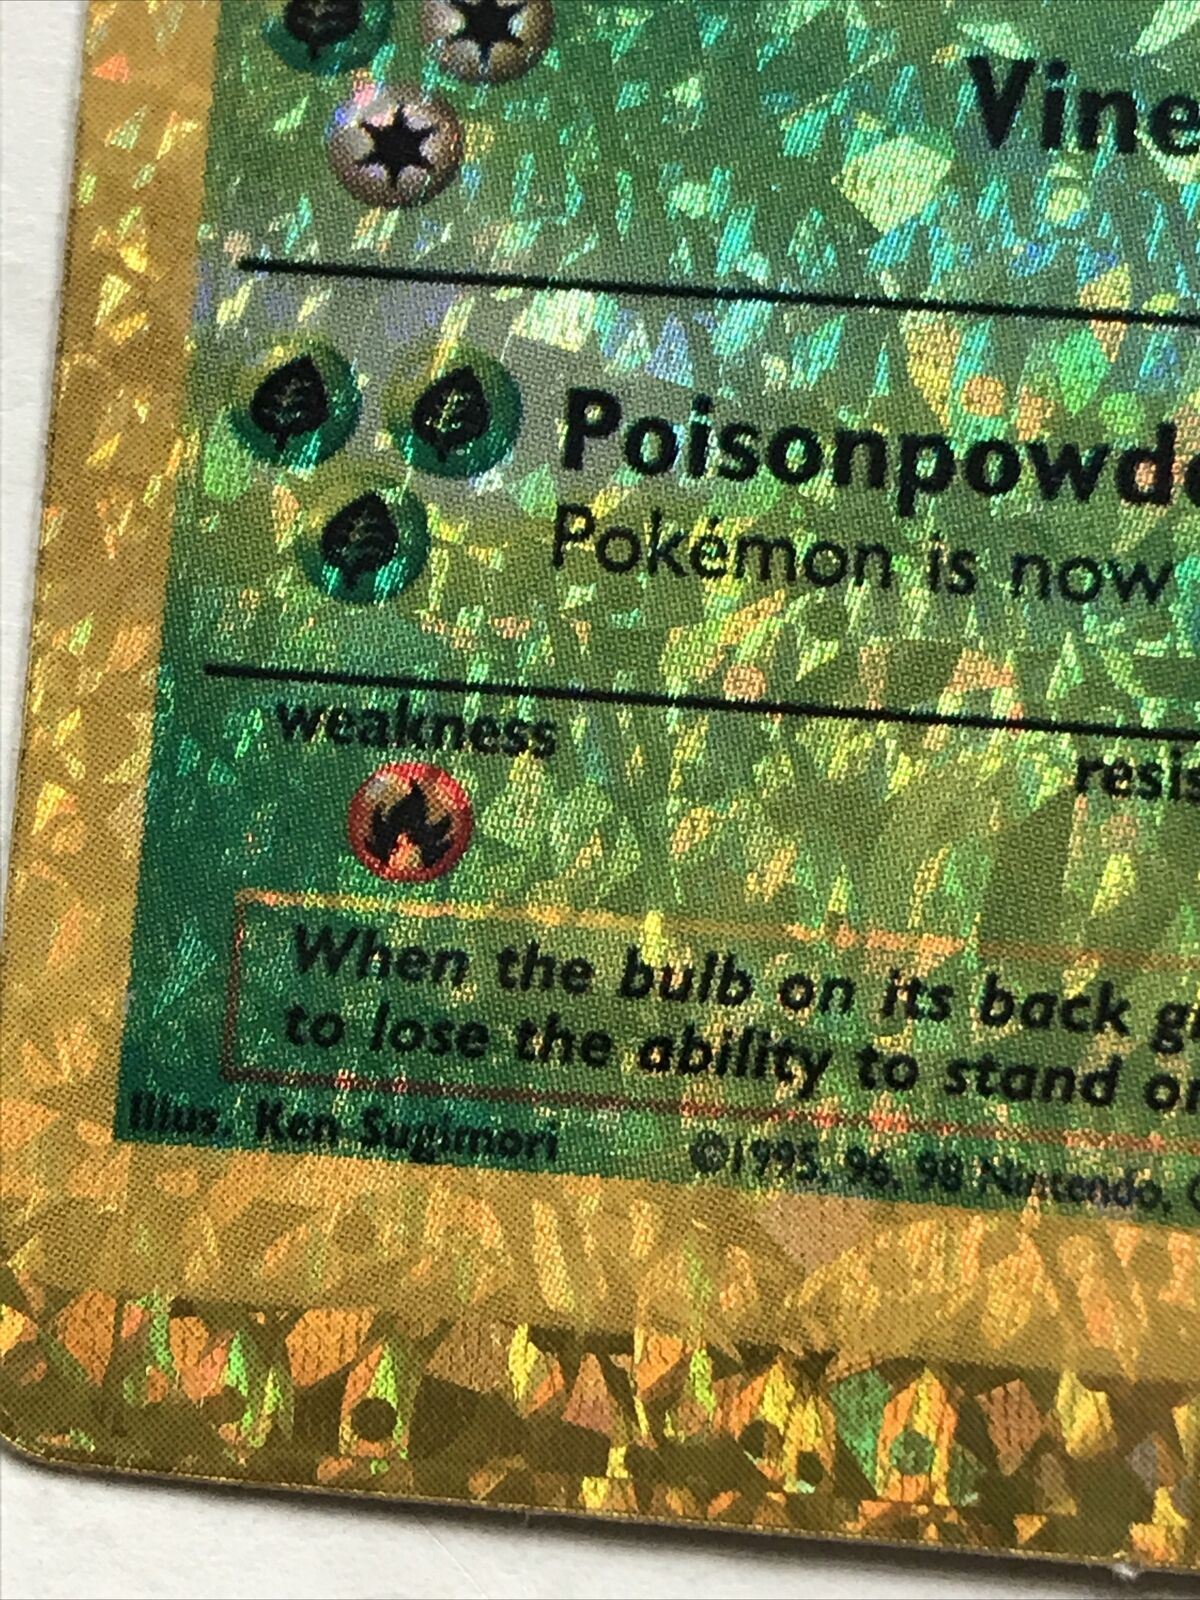 Vine
Poisonpowde
Pokémon is now
weakness
resis
When the bulb on its back g
to lose the ability to stand o
Illus. Ken Sugimori ©1995, 96, 98 Nintendo,